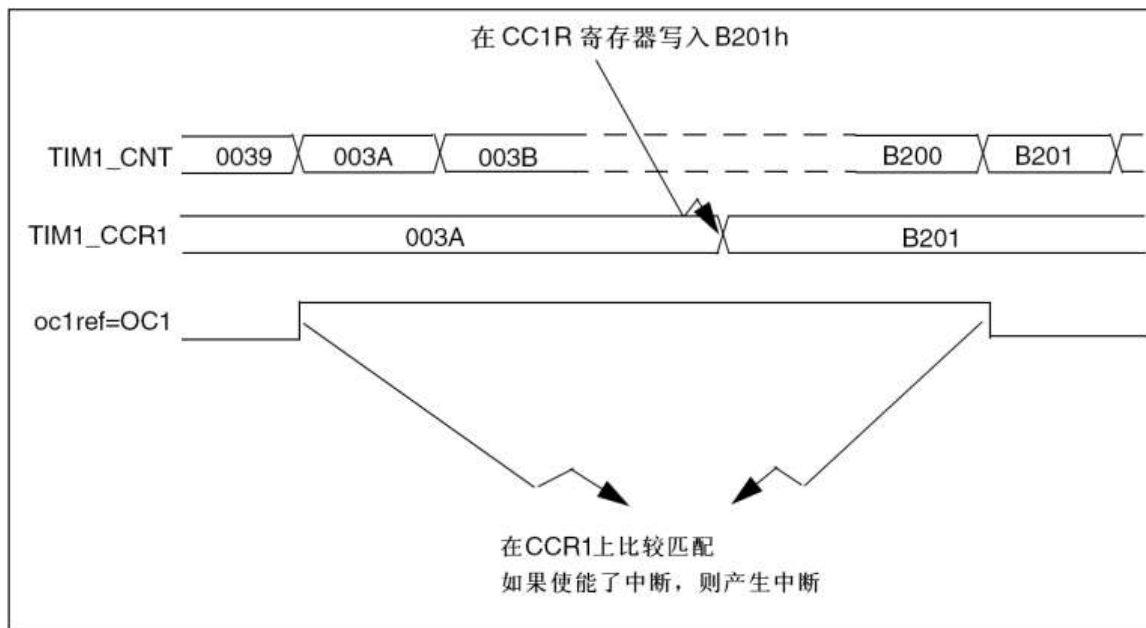 在 CC1R 寄存器写入 B201h
TIM1_CNT 0039 003A 003B B200 B201
TIM1_CCR1 003A B201
oc1ref=OC1
在CCR1上比较匹配
如果使能了中断，则产生中断